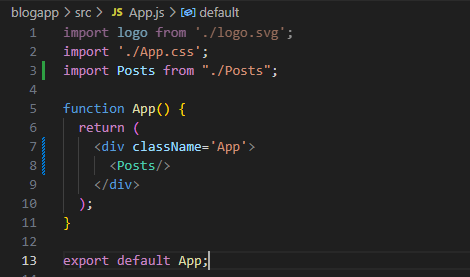 blogapp > src > JS App.js > default
1 import logo from './logo.svg';
2 import './App.css';
3 import Posts from "./Posts";
4
5 function App() {
6   return (
7     <div className='App'>
8       <Posts/>
9     </div>
10   );
11 }
12
13 export default App;